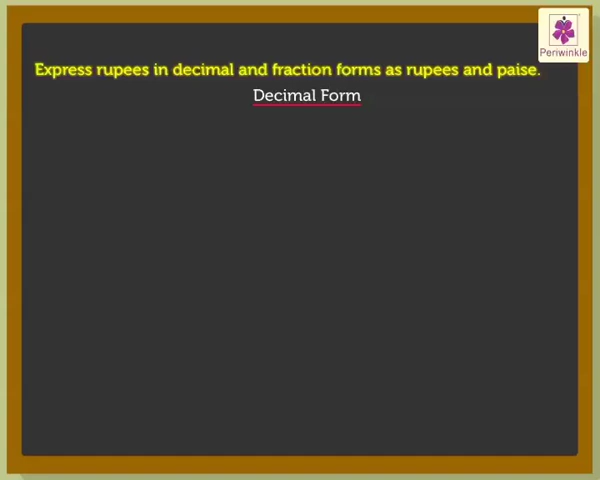 Periwinkle
Express rupees in decimal and fraction forms as rupees and paise.
Decimal Form